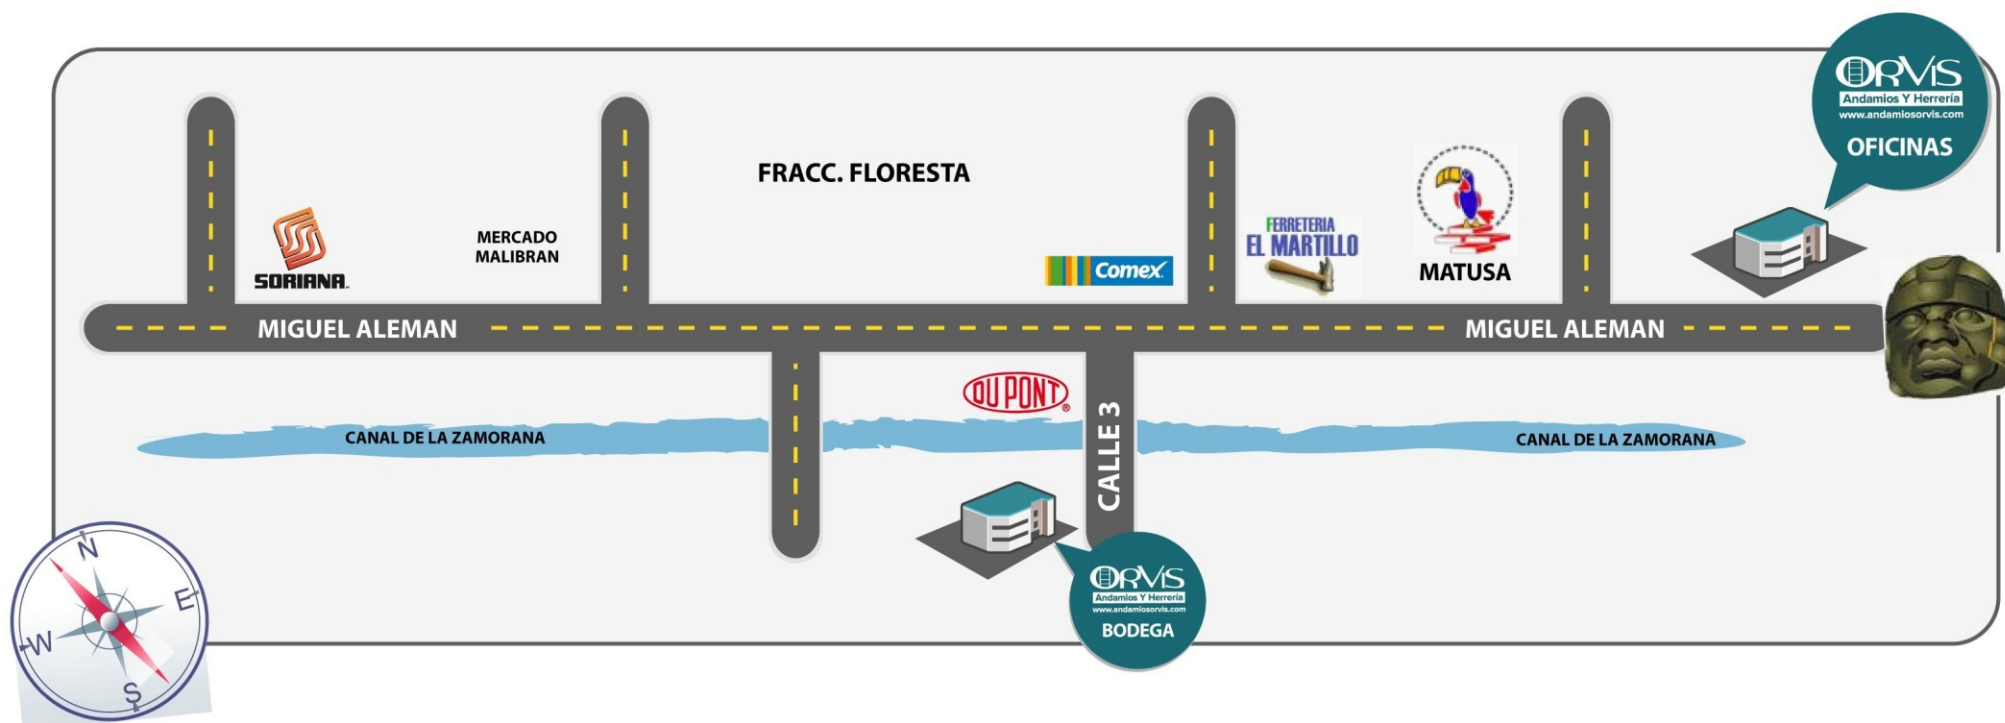 ORVIS
Andamios Y Herrería
www.andamiosorvis.com
OFICINAS
FRACC. FLORESTA
SORIANA
MERCADO
MALIBRAN
Comex
FERRETERIA
EL MARTILLO
MATUSA
MIGUEL ALEMAN
MIGUEL ALEMAN
DU PONT®
CALLE 3
CANAL DE LA ZAMORANA
CANAL DE LA ZAMORANA
ORVIS
Andamios Y Herrería
www.andamiosorvis.com
BODEGA
N
E
W
S